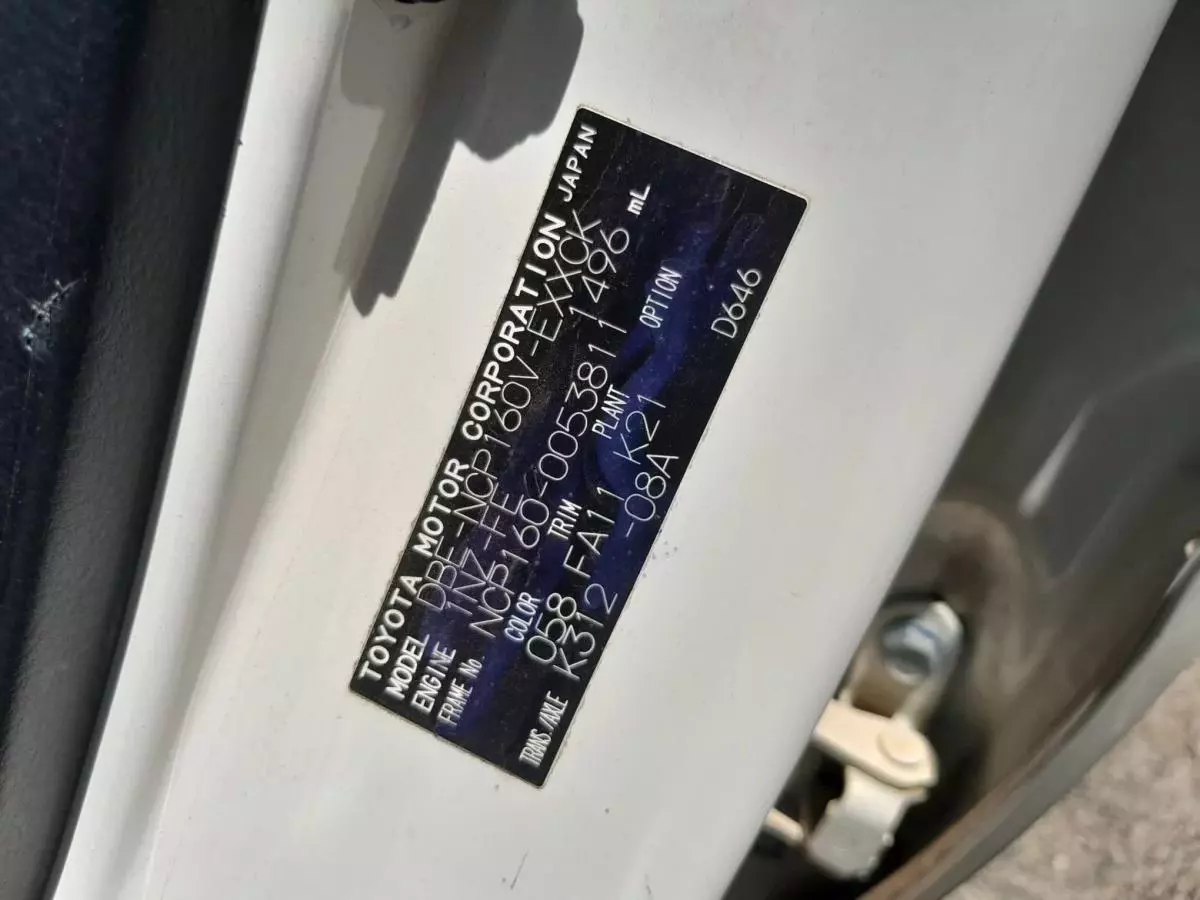 TOYOTA MOTOR CORPORATION JAPAN
MODEL DBE-NCP160V-EXXCK
ENGINE 1NZ-FE 1496 mL
FRAME No. NCP160-0053811
COLOR TRIM PLANT OPTION
058 FA11 K21
TRANS./AXLE K312 -08A D646